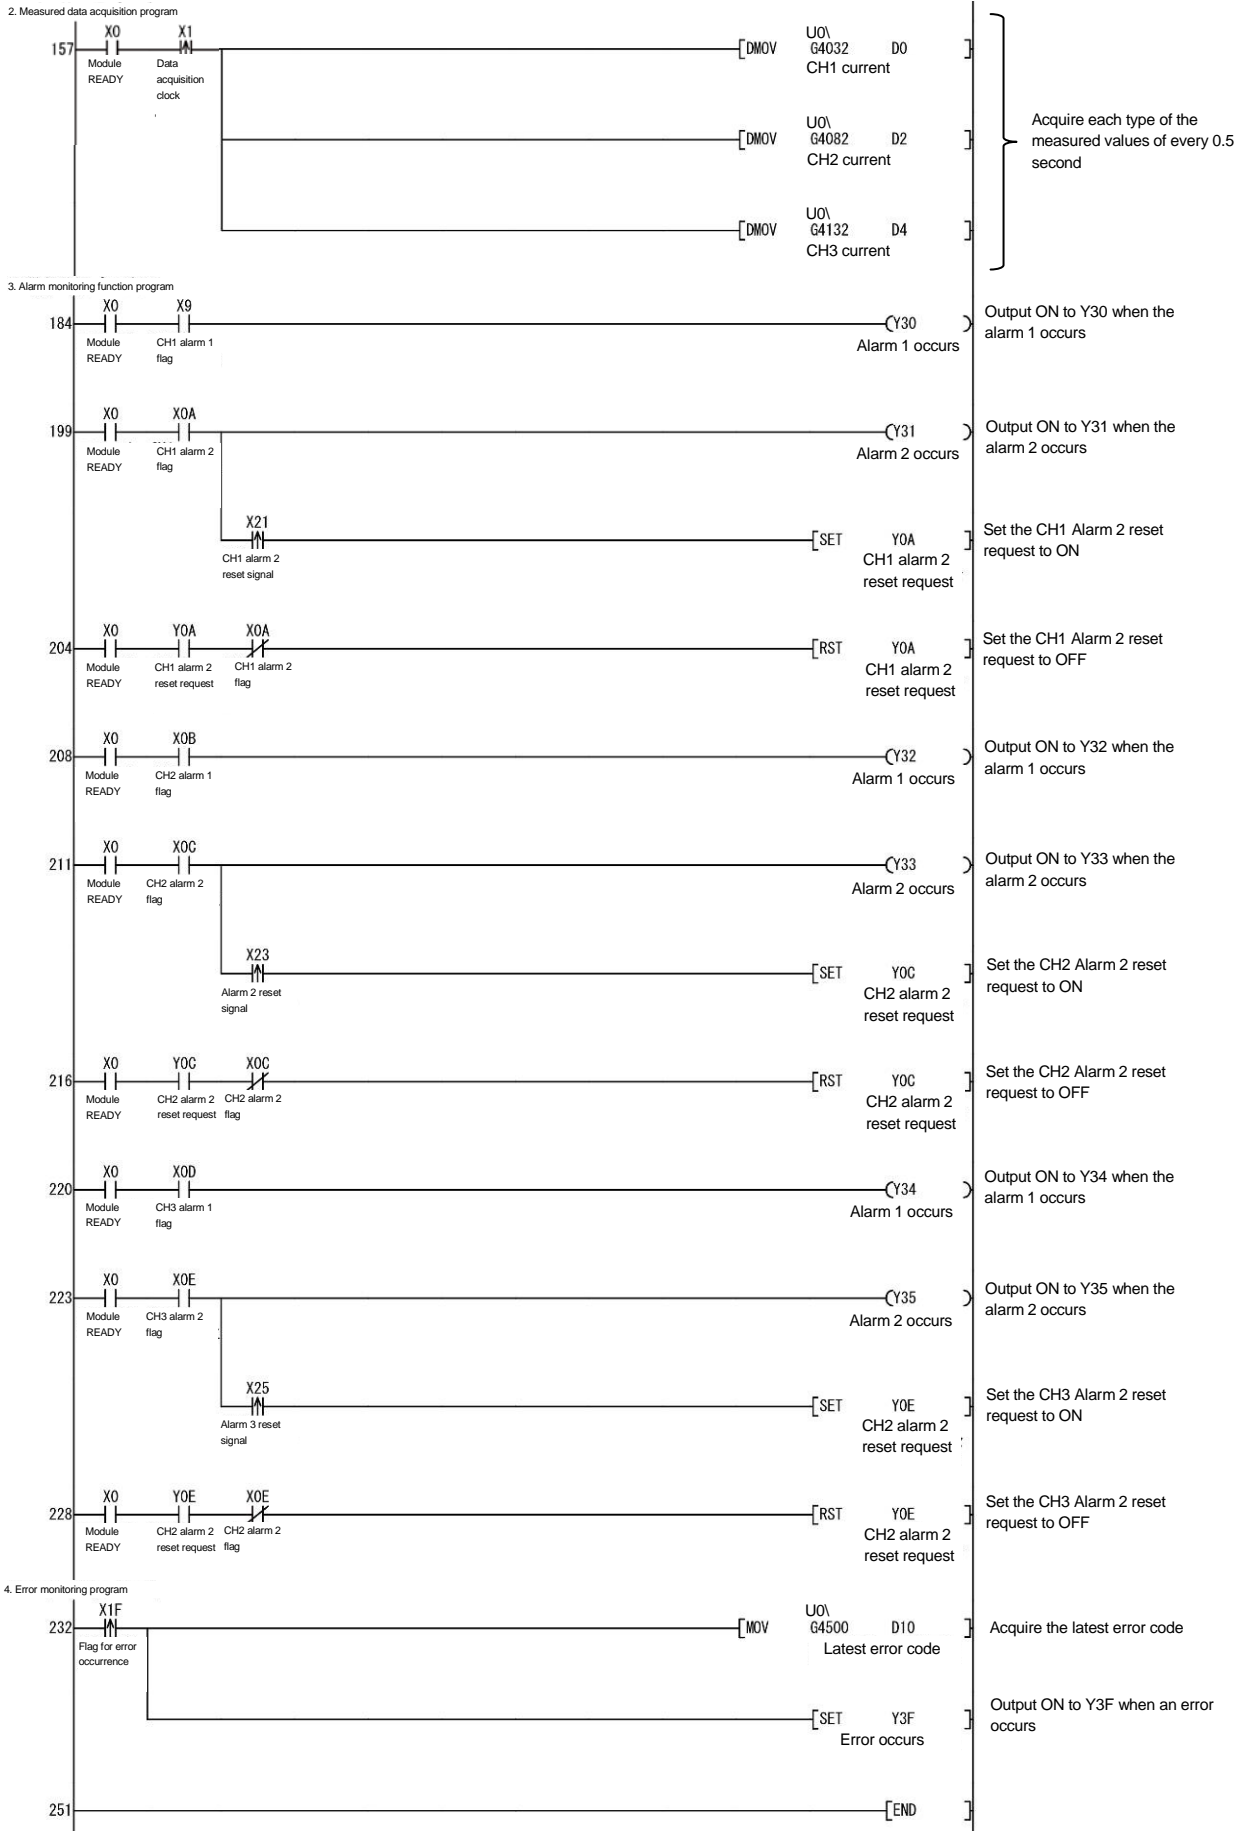 2. Measured data acquisition program
X0 X1 U0\
157 DMOV G4032 D0
Module READY
Data acquisition clock
CH1 current
U0\
DMOV G4082 D2
CH2 current
Acquire each type of the
measured values of every 0.5
second
U0\
DMOV G4132 D4
CH3 current
3. Alarm monitoring function program
X0 X9
184 Y30
Module READY
CH1 alarm 1 flag
Alarm 1 occurs
Output ON to Y30 when the
alarm 1 occurs
X0 X0A
199 Y31
Module READY
CH1 alarm 2 flag
Alarm 2 occurs
Output ON to Y31 when the
alarm 2 occurs
X21
SET Y0A
CH1 alarm 2
reset signal
CH1 alarm 2
reset request
Set the CH1 Alarm 2 reset
request to ON
X0 Y0A X0A
204 RST Y0A
Module READY
CH1 alarm 2
reset request
CH1 alarm 2
flag
CH1 alarm 2
reset request
Set the CH1 Alarm 2 reset
request to OFF
X0 X0B
208 Y32
Module READY
CH2 alarm 1 flag
Alarm 1 occurs
Output ON to Y32 when the
alarm 1 occurs
X0 X0C
211 Y33
Module READY
CH2 alarm 2 flag
Alarm 2 occurs
Output ON to Y33 when the
alarm 2 occurs
X23
SET Y0C
Alarm 2 reset
signal
CH2 alarm 2
reset request
Set the CH2 Alarm 2 reset
request to ON
X0 Y0C X0C
216 RST Y0C
Module READY
CH2 alarm 2
reset request
CH2 alarm 2
flag
CH2 alarm 2
reset request
Set the CH2 Alarm 2 reset
request to OFF
X0 X0D
220 Y34
Module READY
CH3 alarm 1 flag
Alarm 1 occurs
Output ON to Y34 when the
alarm 1 occurs
X0 X0E
223 Y35
Module READY
CH3 alarm 2 flag
Alarm 2 occurs
Output ON to Y35 when the
alarm 2 occurs
X25
SET Y0E
Alarm 3 reset
signal
CH2 alarm 2
reset request
Set the CH3 Alarm 2 reset
request to ON
X0 Y0E X0E
228 RST Y0E
Module READY
CH2 alarm 2
reset request
CH2 alarm 2
flag
CH2 alarm 2
reset request
Set the CH3 Alarm 2 reset
request to OFF
4. Error monitoring program
X1F U0\
232 MOV G4500 D10
Flag for error
occurrence
Latest error code
Acquire the latest error code
SET Y3F
Error occurs
Output ON to Y3F when an error
occurs
251 END